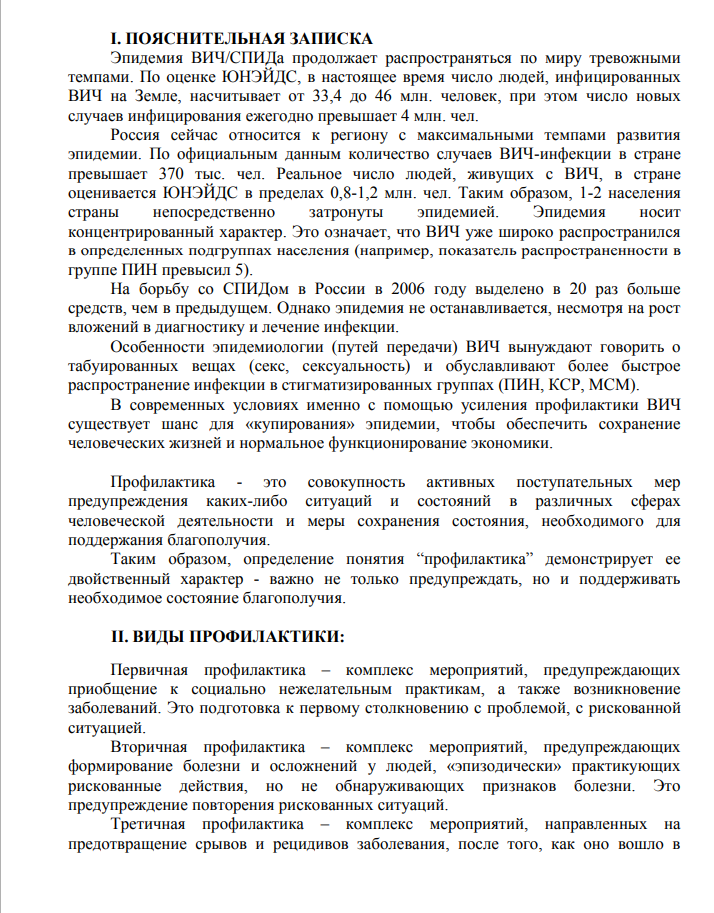 I. ПОЯСНИТЕЛЬНАЯ ЗАПИСКА
Эпидемия ВИЧ/СПИДа продолжает распространяться по миру тревожными
темпами. По оценке ЮНЭЙДС, в настоящее время число людей, инфицированных
ВИЧ на Земле, насчитывает от 33,4 до 46 млн. человек, при этом число новых
случаев инфицирования ежегодно превышает 4 млн. чел.
Россия сейчас относится к региону с максимальными темпами развития
эпидемии. По официальным данным количество случаев ВИЧ-инфекции в стране
превышает 370 тыс. чел. Реальное число людей, живущих с ВИЧ, в стране
оценивается ЮНЭЙДС в пределах 0,8-1,2 млн. чел. Таким образом, 1-2 населения
страны непосредственно затронуты эпидемией. Эпидемия носит
концентрированный характер. Это означает, что ВИЧ уже широко распространился
в определенных подгруппах населения (например, показатель распространенности в
группе ПИН превысил 5).
На борьбу со СПИДом в России в 2006 году выделено в 20 раз больше
средств, чем в предыдущем. Однако эпидемия не останавливается, несмотря на рост
вложений в диагностику и лечение инфекции.
Особенности эпидемиологии (путей передачи) ВИЧ вынуждают говорить о
табуированных вещах (секс, сексуальность) и обуславливают более быстрое
распространение инфекции в стигматизированных группах (ПИН, КСР, МСМ).
В современных условиях именно с помощью усиления профилактики ВИЧ
существует шанс для «купирования» эпидемии, чтобы обеспечить сохранение
человеческих жизней и нормальное функционирование экономики.
Профилактика - это совокупность активных поступательных мер
предупреждения каких-либо ситуаций и состояний в различных сферах
человеческой деятельности и меры сохранения состояния, необходимого для
поддержания благополучия.
Таким образом, определение понятия “профилактика” демонстрирует ее
двойственный характер - важно не только предупреждать, но и поддерживать
необходимое состояние благополучия.
II. ВИДЫ ПРОФИЛАКТИКИ:
Первичная профилактика – комплекс мероприятий, предупреждающих
приобщение к социально нежелательным практикам, а также возникновение
заболеваний. Это подготовка к первому столкновению с проблемой, с рискованной
ситуацией.
Вторичная профилактика – комплекс мероприятий, предупреждающих
формирование болезни и осложнений у людей, «эпизодически» практикующих
рискованные действия, но не обнаруживающих признаков болезни. Это
предупреждение повторения рискованных ситуаций.
Третичная профилактика – комплекс мероприятий, направленных на
предотвращение срывов и рецидивов заболевания, после того, как оно вошло в